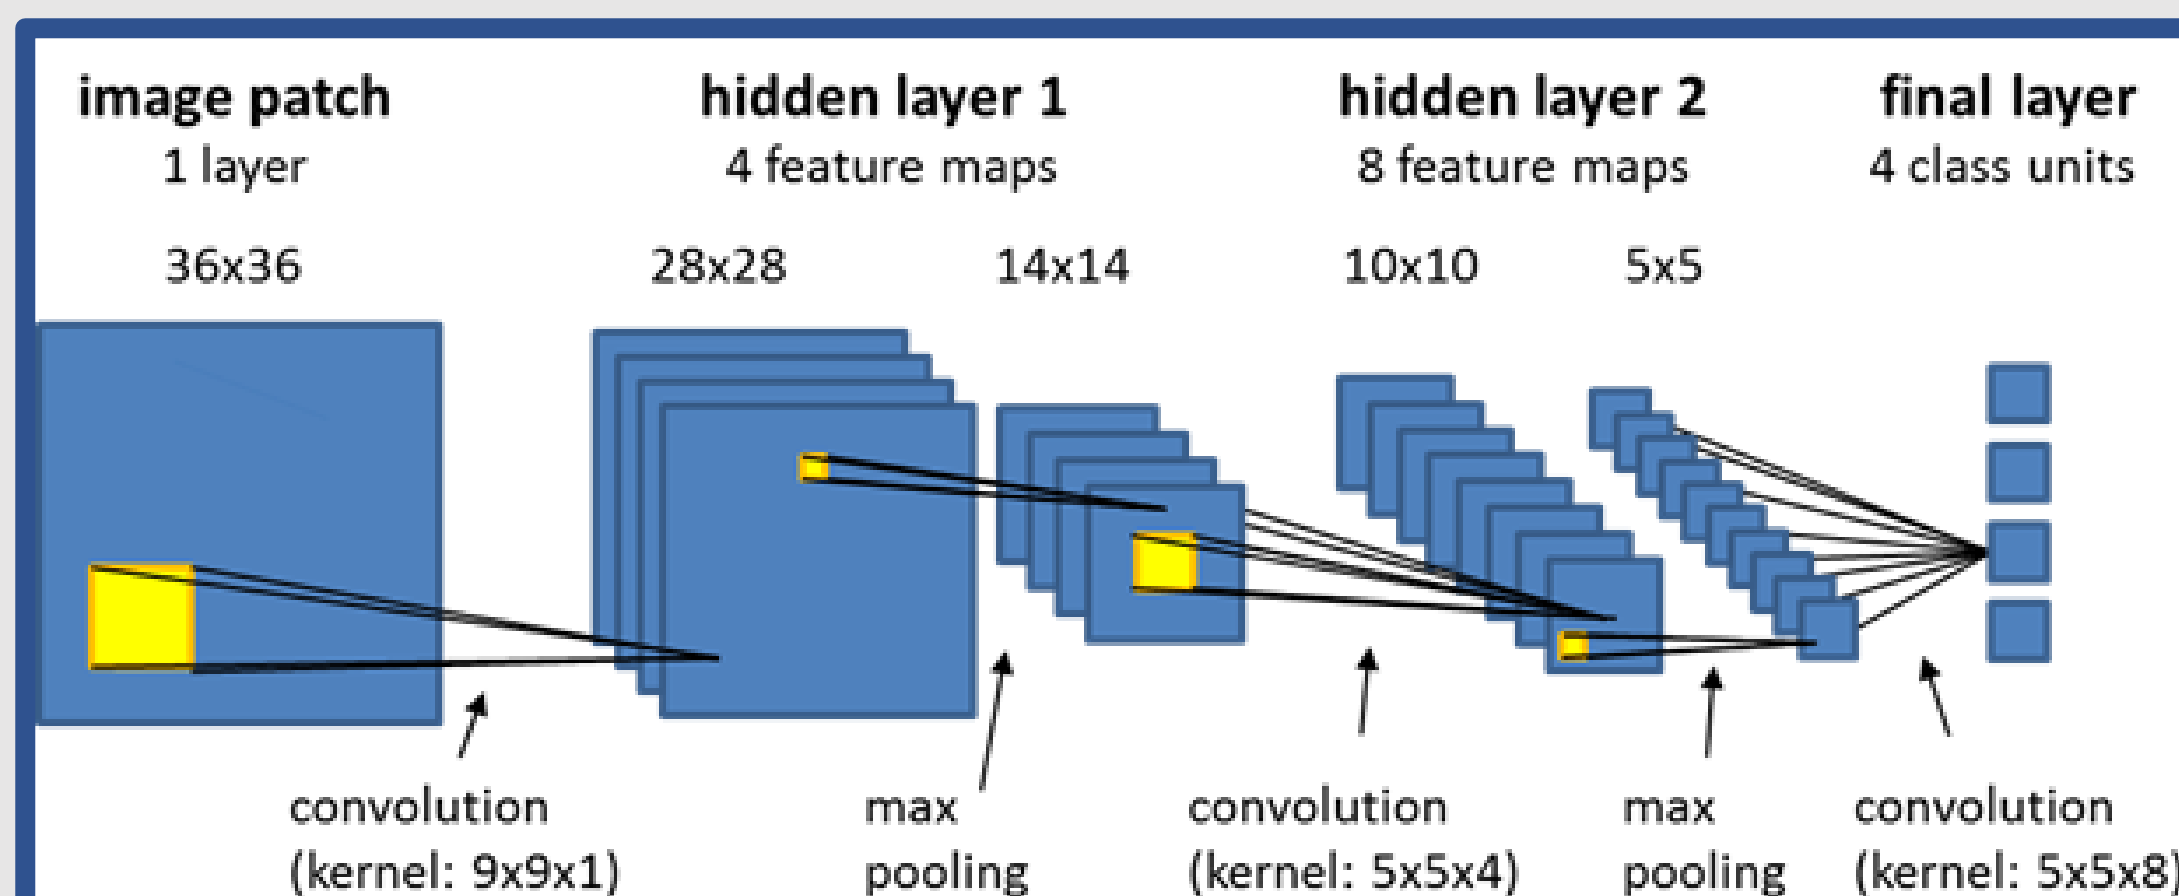 image patch
1 layer
36x36
hidden layer 1
4 feature maps
28x28
14x14
hidden layer 2
8 feature maps
10x10
5x5
final layer
4 class units
convolution
(kernel: 9x9x1)
max
pooling
convolution
(kernel: 5x5x4)
max
pooling
convolution
(kernel: 5x5x8)